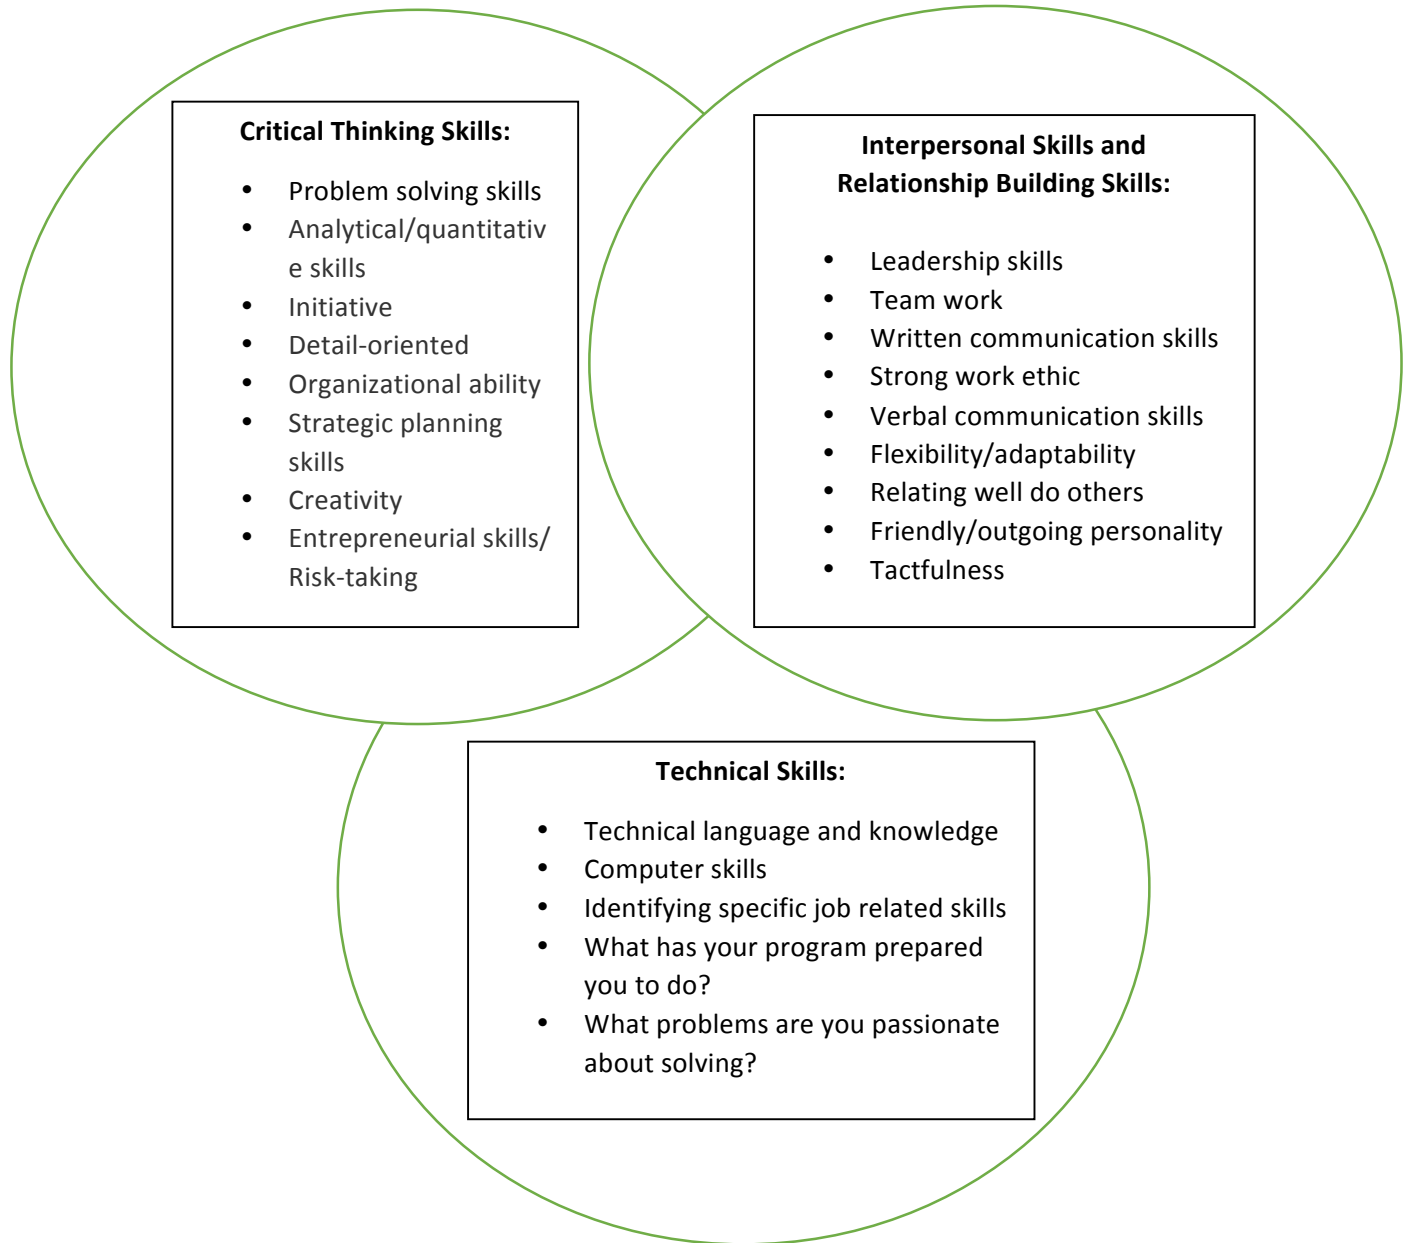 Critical Thinking Skills:
• Problem solving skills
• Analytical/quantitativ
e skills
• Initiative
• Detail-oriented
• Organizational ability
• Strategic planning
skills
• Creativity
• Entrepreneurial skills/
Risk-taking
Interpersonal Skills and
Relationship Building Skills:
• Leadership skills
• Team work
• Written communication skills
• Strong work ethic
• Verbal communication skills
• Flexibility/adaptability
• Relating well do others
• Friendly/outgoing personality
• Tactfulness
Technical Skills:
• Technical language and knowledge
• Computer skills
• Identifying specific job related skills
• What has your program prepared
you to do?
• What problems are you passionate
about solving?